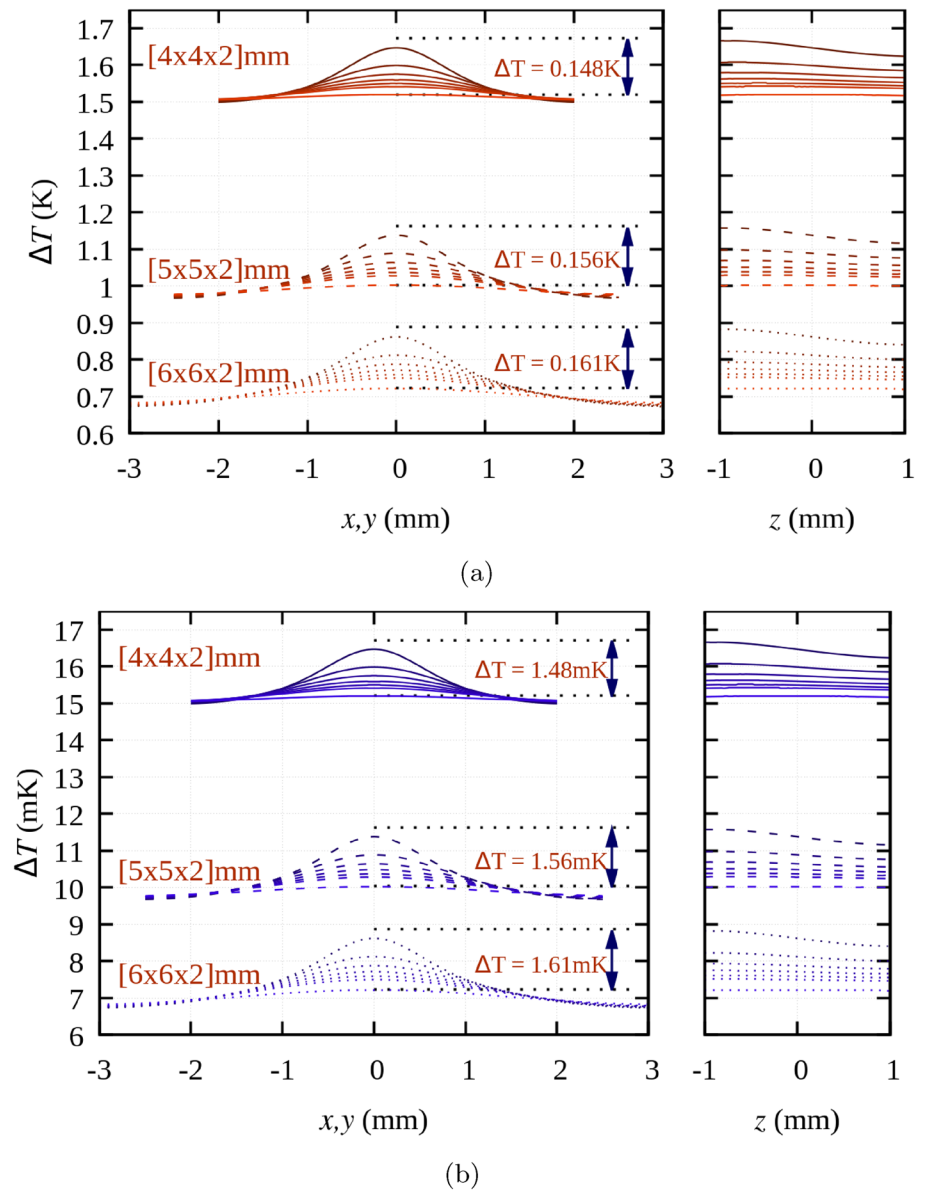 1.7
[4x4x2]mm
1.6
ΔT = 0.148K
1.5
1.4
1.3
1.2
ΔT (K)
1.1
[5x5x2]mm
ΔT = 0.156K
1
0.9
0.8
[6x6x2]mm
ΔT = 0.161K
0.7
0.6
-3 -2 -1 0 1 2 3 -1 0 1
x,y (mm) z (mm)
(a)
17
[4x4x2]mm
16
ΔT = 1.48mK
15
14
13
12
ΔT (mK)
11
[5x5x2]mm
ΔT = 1.56mK
10
9
8
[6x6x2]mm
ΔT = 1.61mK
7
6
-3 -2 -1 0 1 2 3 -1 0 1
x,y (mm) z (mm)
(b)